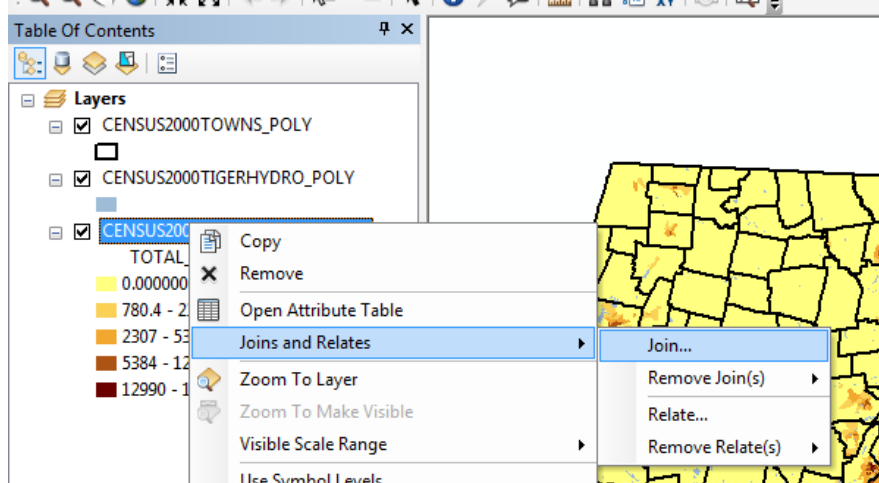 Table Of Contents
Layers
CENSUS2000TOWNS_POLY
CENSUS2000TIGERHYDRO_POLY
CENSUS200
TOTAL_
0.000000
780.4 - 2
2307 - 53
5384 - 12
12990 - 1
Copy
Remove
Open Attribute Table
Joins and Relates
Zoom To Layer
Zoom To Make Visible
Visible Scale Range
Use Symbol Levels
Join...
Remove Join(s)
Relate...
Remove Relate(s)